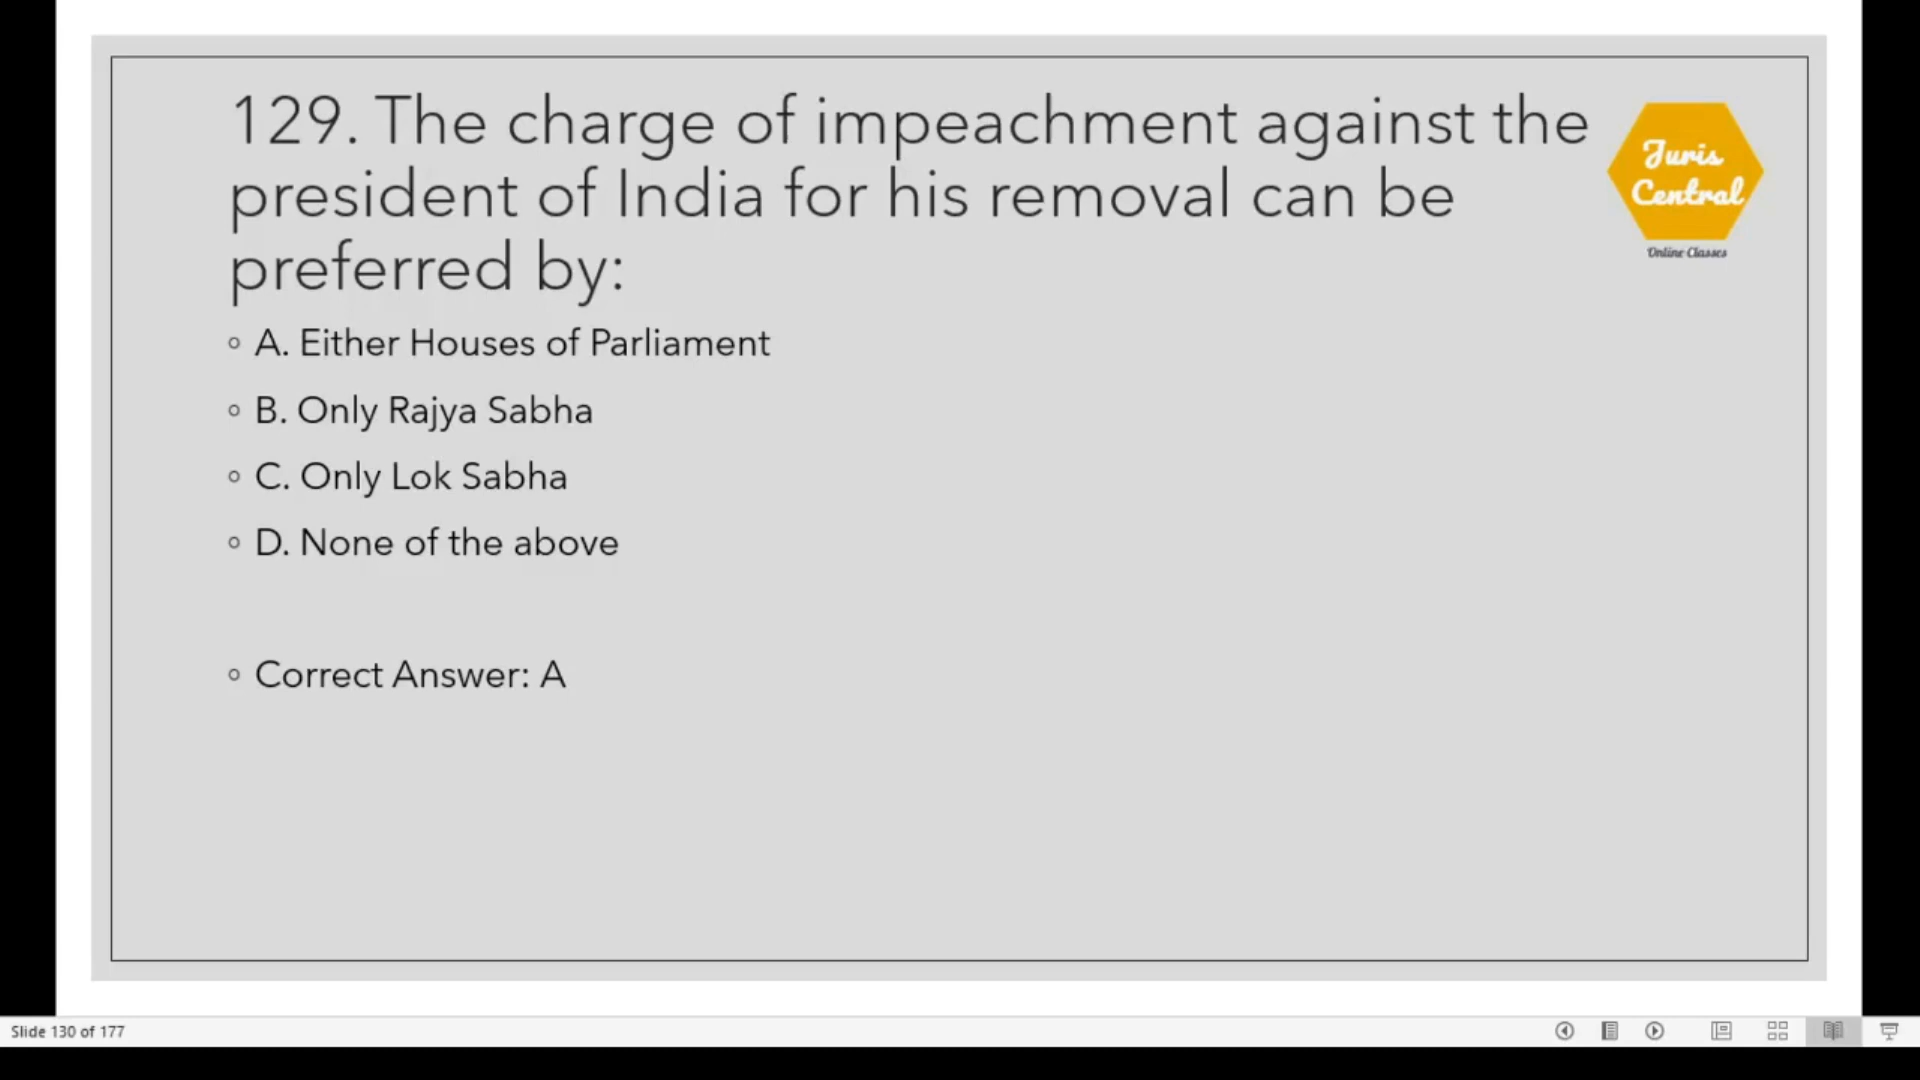 129. The charge of impeachment against the
president of India for his removal can be
preferred by:
Juris
Central
Online Classes
A. Either Houses of Parliament
B. Only Rajya Sabha
C. Only Lok Sabha
D. None of the above
Correct Answer: A
Slide 130 of 177